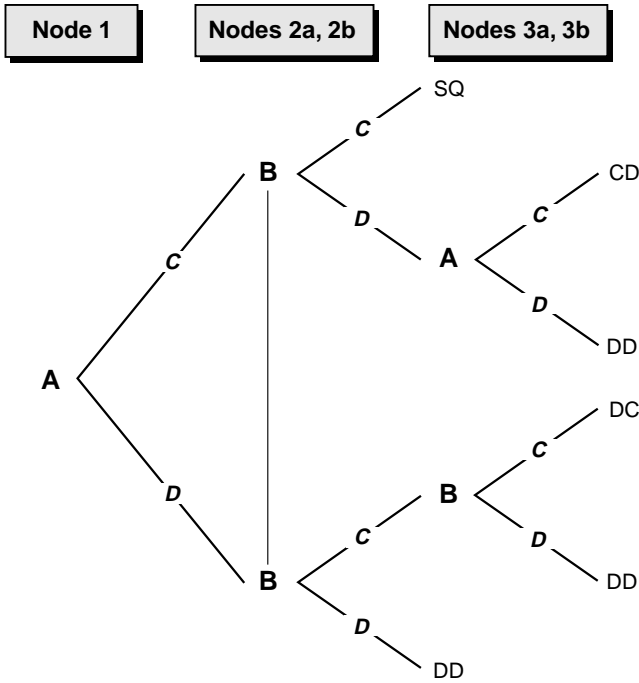 Node 1 Nodes 2a, 2b Nodes 3a, 3b
SQ
C
B CD
D C
A
C D
DD
A
DC
C
D B
C D
B DD
D
DD